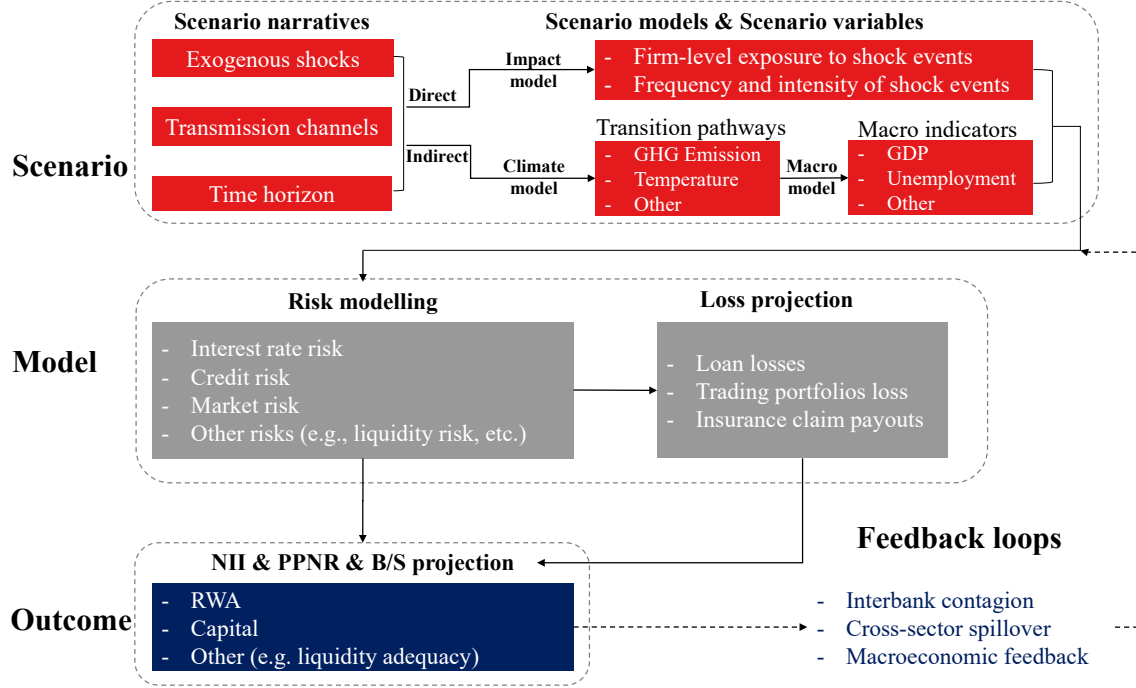 Scenario narratives
Scenario models & Scenario variables
Exogenous shocks
Transmission channels
Time horizon
Direct
Indirect
Impact
model
- Firm-level exposure to shock events
- Frequency and intensity of shock events
Climate
model
Transition pathways
- GHG Emission
- Temperature
- Other
Macro
model
Macro indicators
- GDP
- Unemployment
- Other
Scenario
Risk modelling
Loss projection
Model
- Interest rate risk
- Credit risk
- Market risk
- Other risks (e.g., liquidity risk, etc.)
- Loan losses
- Trading portfolios loss
- Insurance claim payouts
NII & PPNR & B/S projection
Outcome
- RWA
- Capital
- Other (e.g. liquidity adequacy)
Feedback loops
- Interbank contagion
- Cross-sector spillover
- Macroeconomic feedback